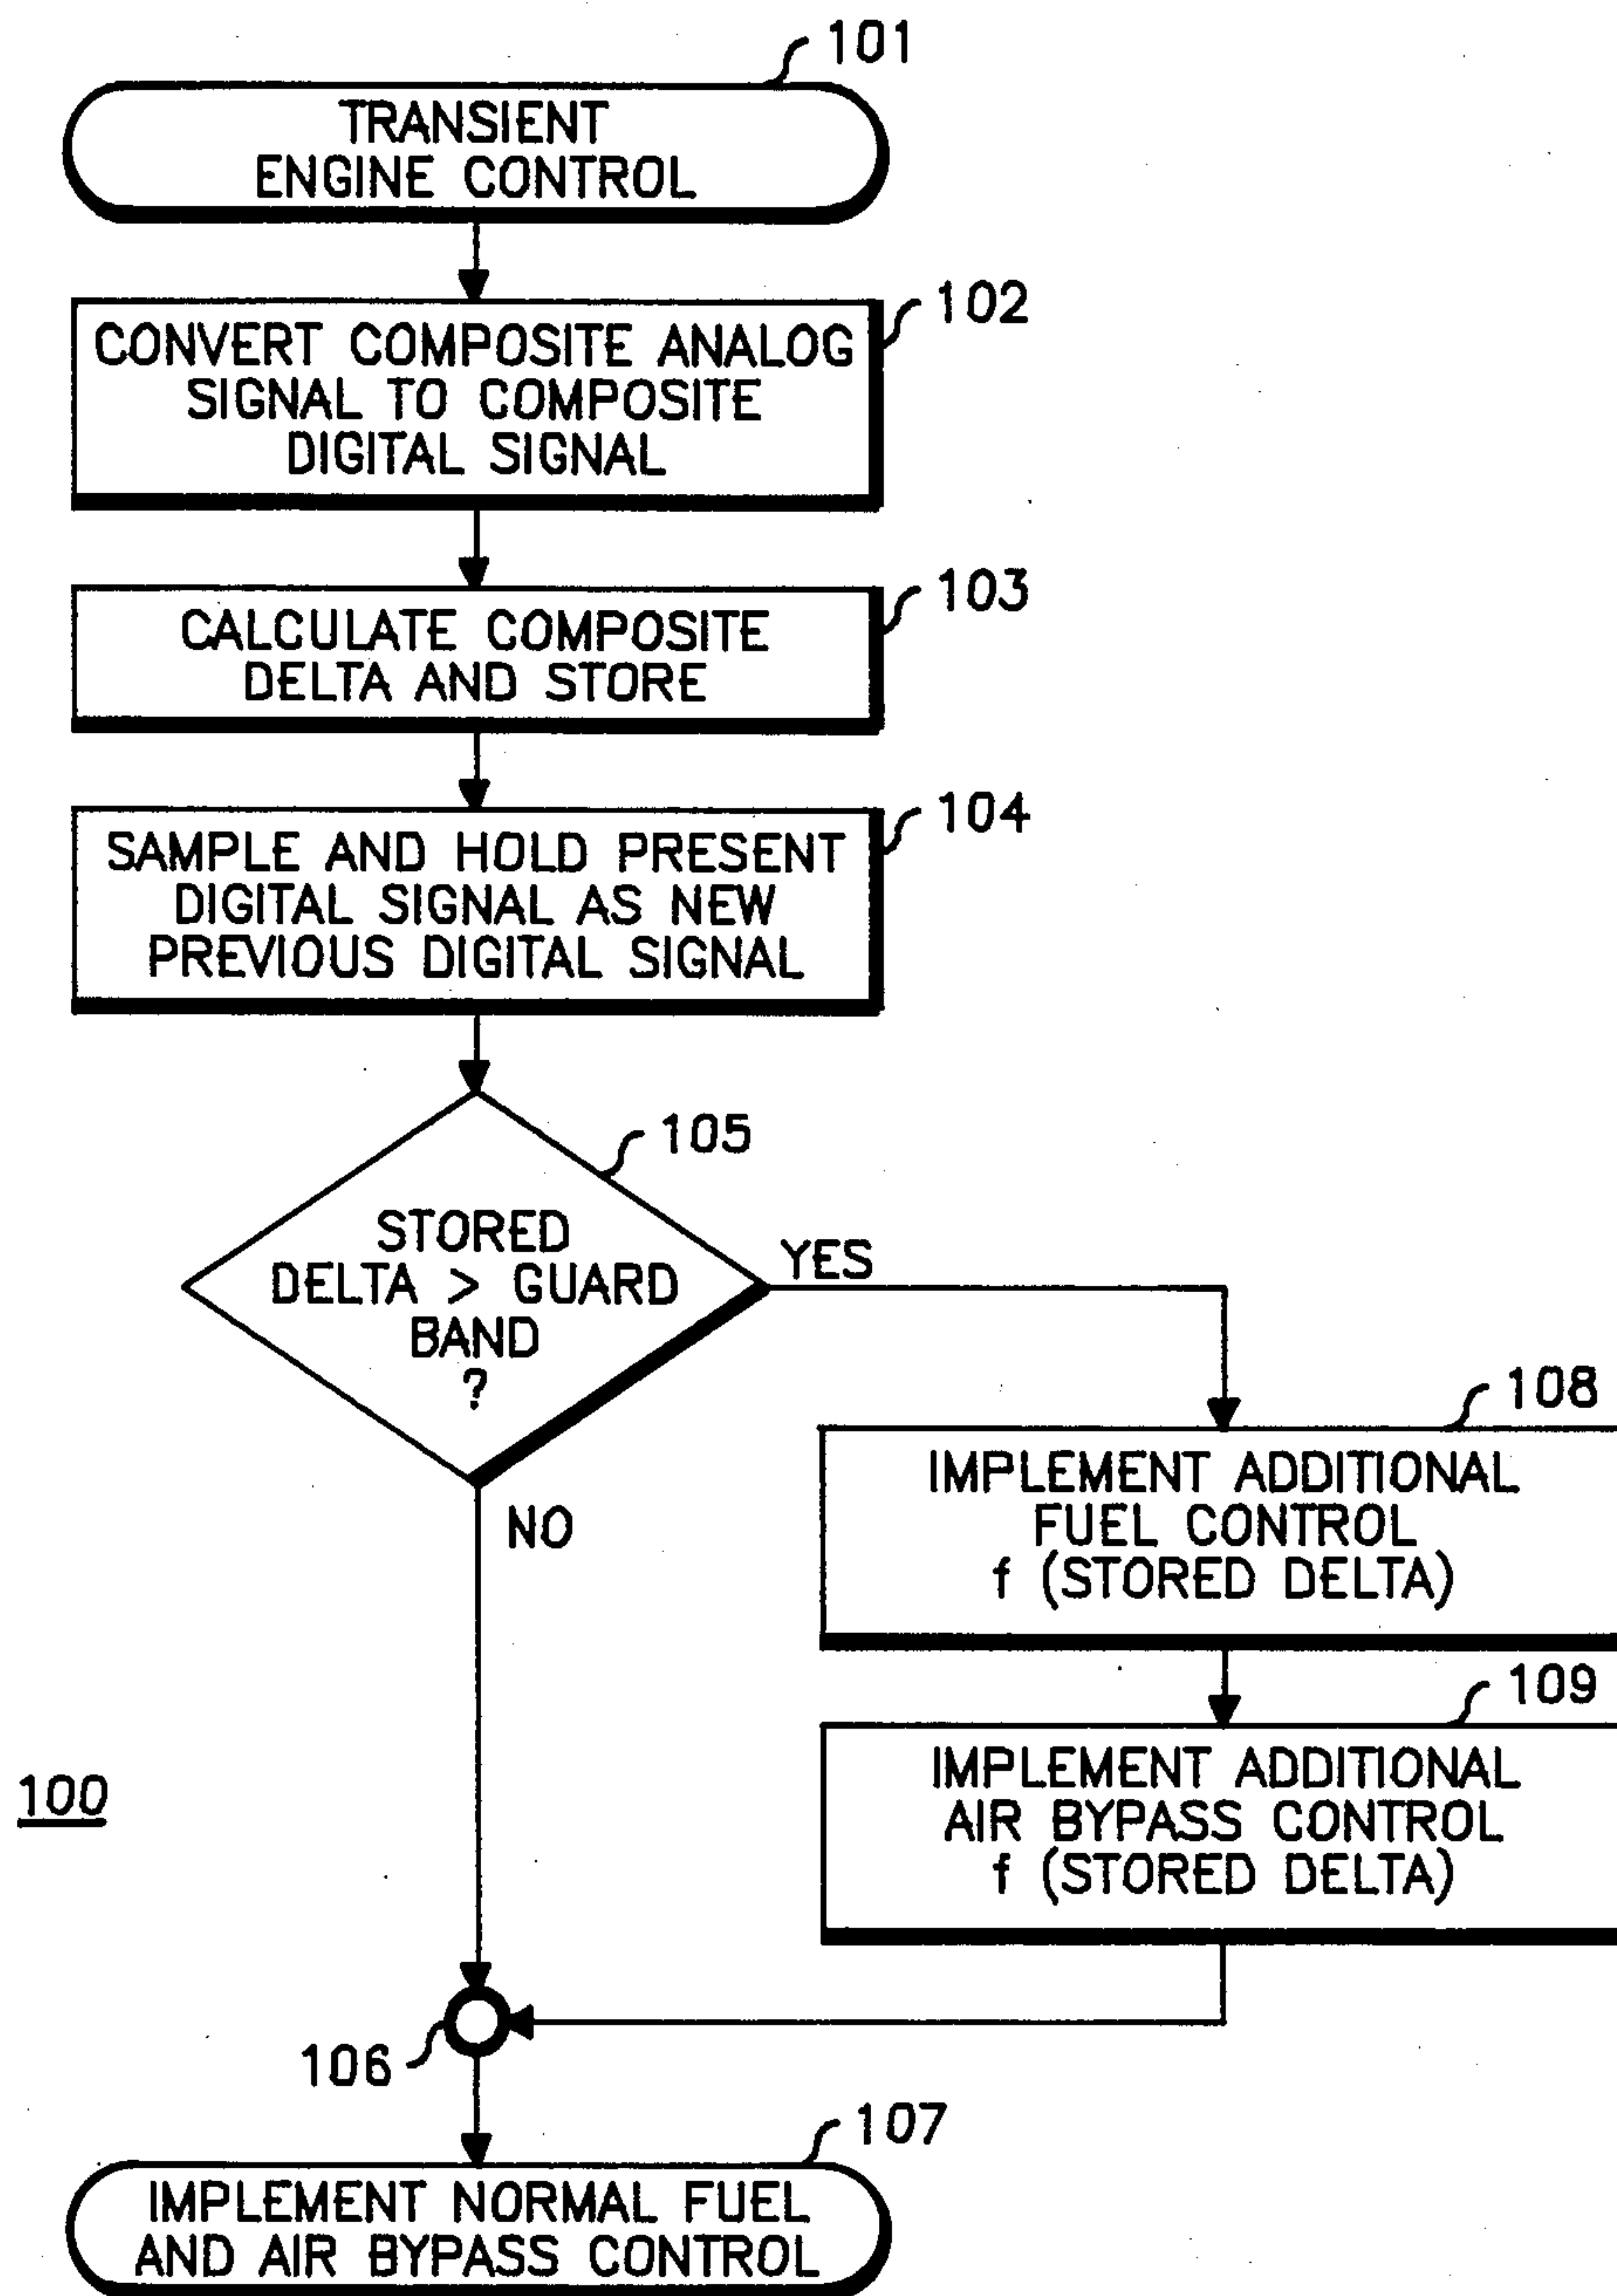 101
TRANSIENT
ENGINE CONTROL
102
CONVERT COMPOSITE ANALOG
SIGNAL TO COMPOSITE
DIGITAL SIGNAL
103
CALCULATE COMPOSITE
DELTA AND STORE
104
SAMPLE AND HOLD PRESENT
DIGITAL SIGNAL AS NEW
PREVIOUS DIGITAL SIGNAL
105
STORED
DELTA > GUARD
BAND
?
YES
NO
108
IMPLEMENT ADDITIONAL
FUEL CONTROL
f (STORED DELTA)
109
IMPLEMENT ADDITIONAL
AIR BYPASS CONTROL
f (STORED DELTA)
100
106
107
IMPLEMENT NORMAL FUEL
AND AIR BYPASS CONTROL